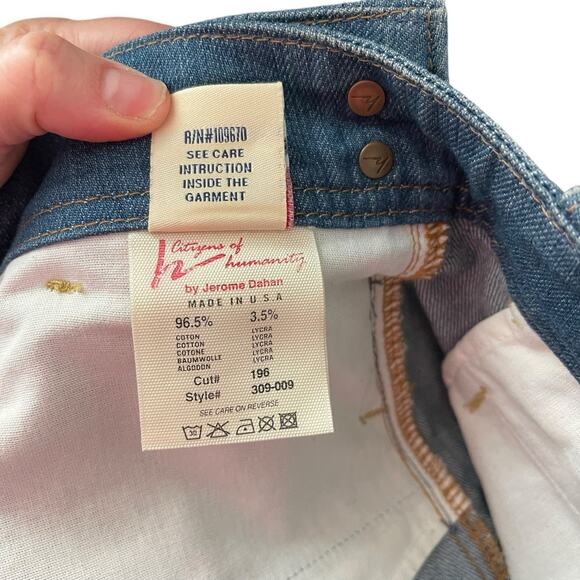 R/N#109670
SEE CARE
INTRUCTION
INSIDE THE
GARMENT
Citizens of
humanity
by Jerome Dahan
MADE IN U.S.A
96.5% 3.5%
COTON LYCRA
COTTON LYCRA
COTONE LYCRA
BAUMWOLLE LYCRA
ALGODON LYCRA
Cut# 196
Style# 309-009
SEE CARE ON REVERSE